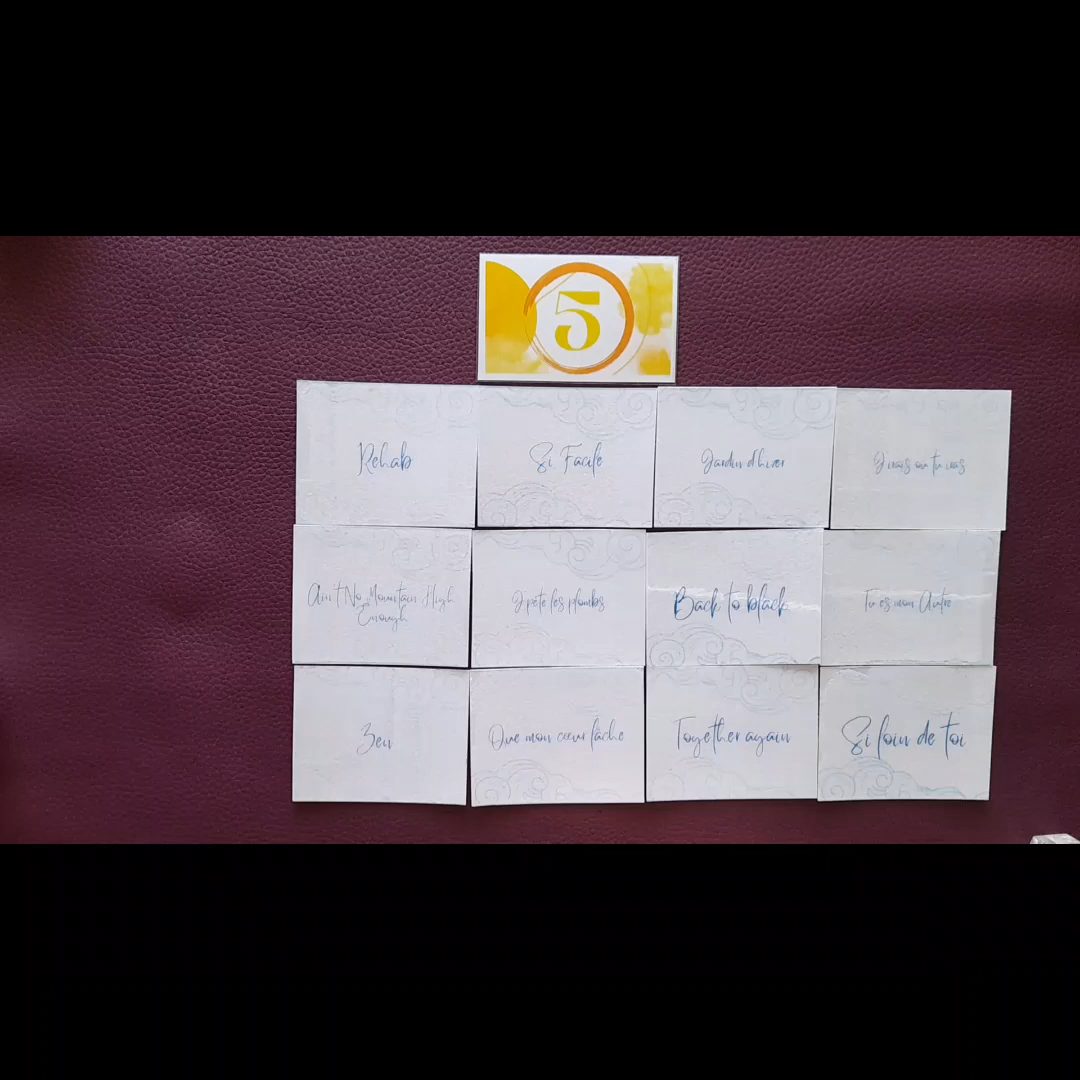 5
Rehab
Si Facile
Jardin d'hiver
J'irais ou tu iras
Ain't No Mountain High
Enough
J'pète les plombs
Back to black
Tu es mon Autre
Zen
Que mon cœur lâche
Together again
Si loin de toi